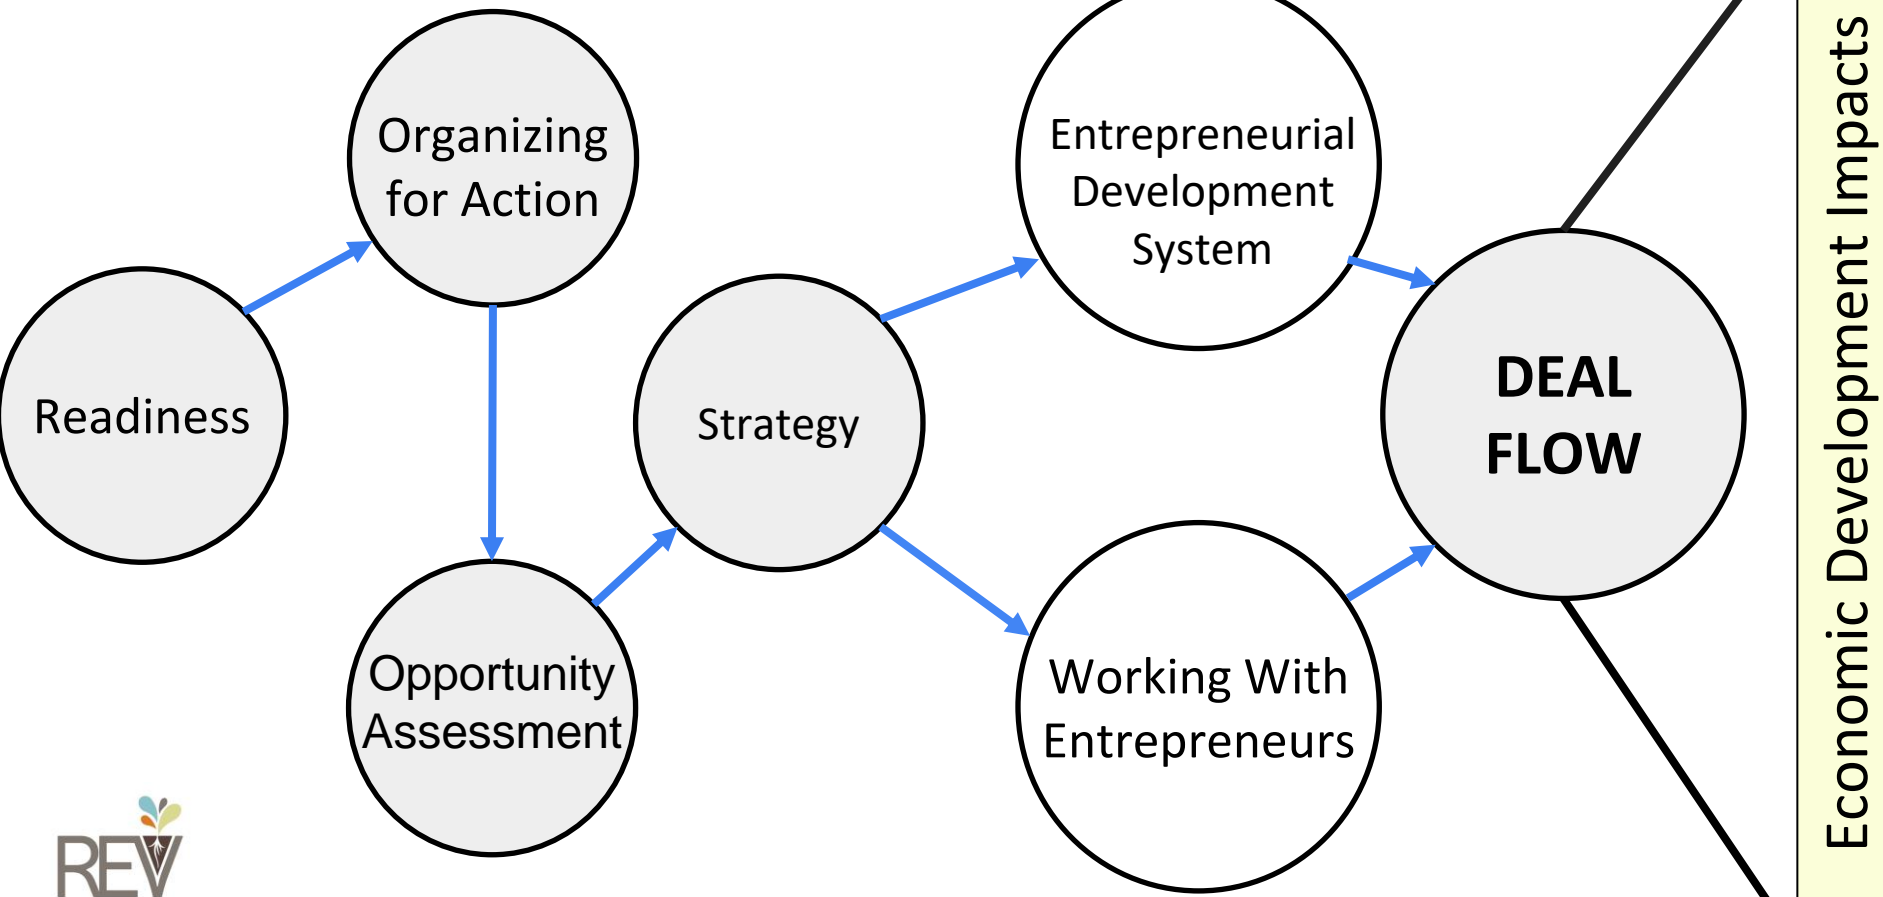 Readiness
Organizing
for Action
Opportunity
Assessment
Strategy
Entrepreneurial
Development
System
Working With
Entrepreneurs
DEAL
FLOW
Economic Development Impacts
REV